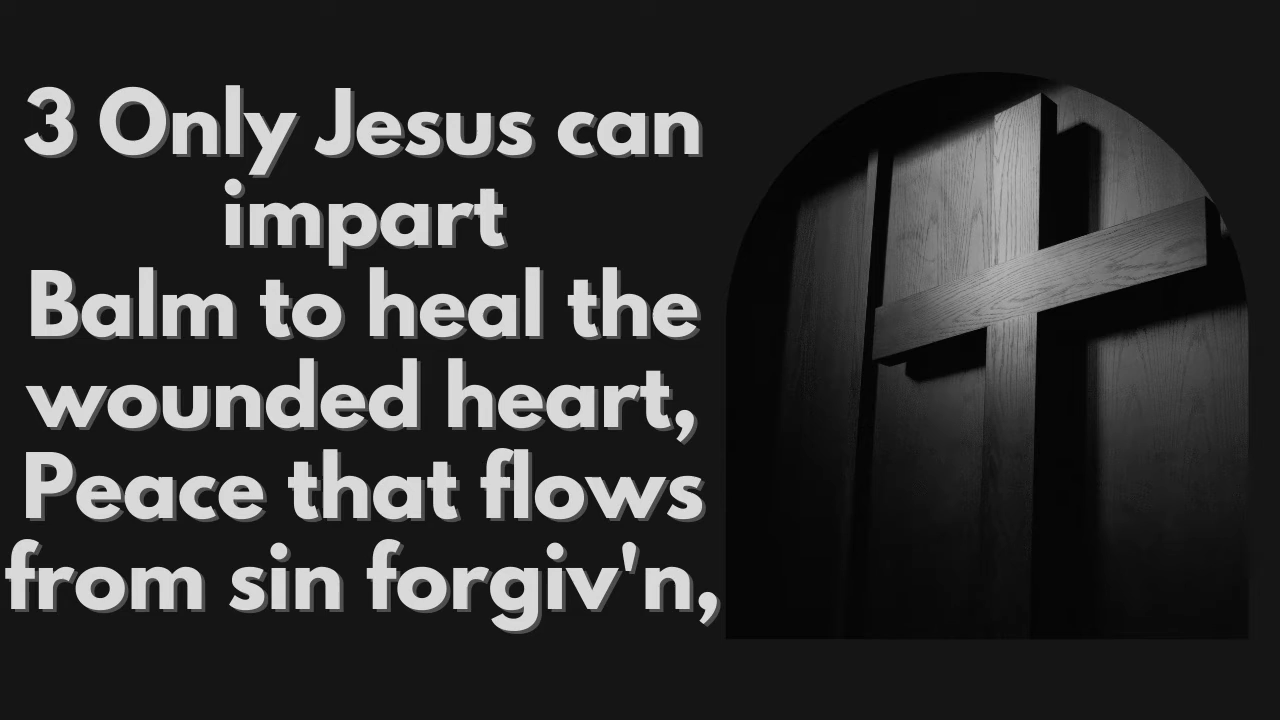 3 Only Jesus can
impart
Balm to heal the
wounded heart,
Peace that flows
from sin forgiv'n,